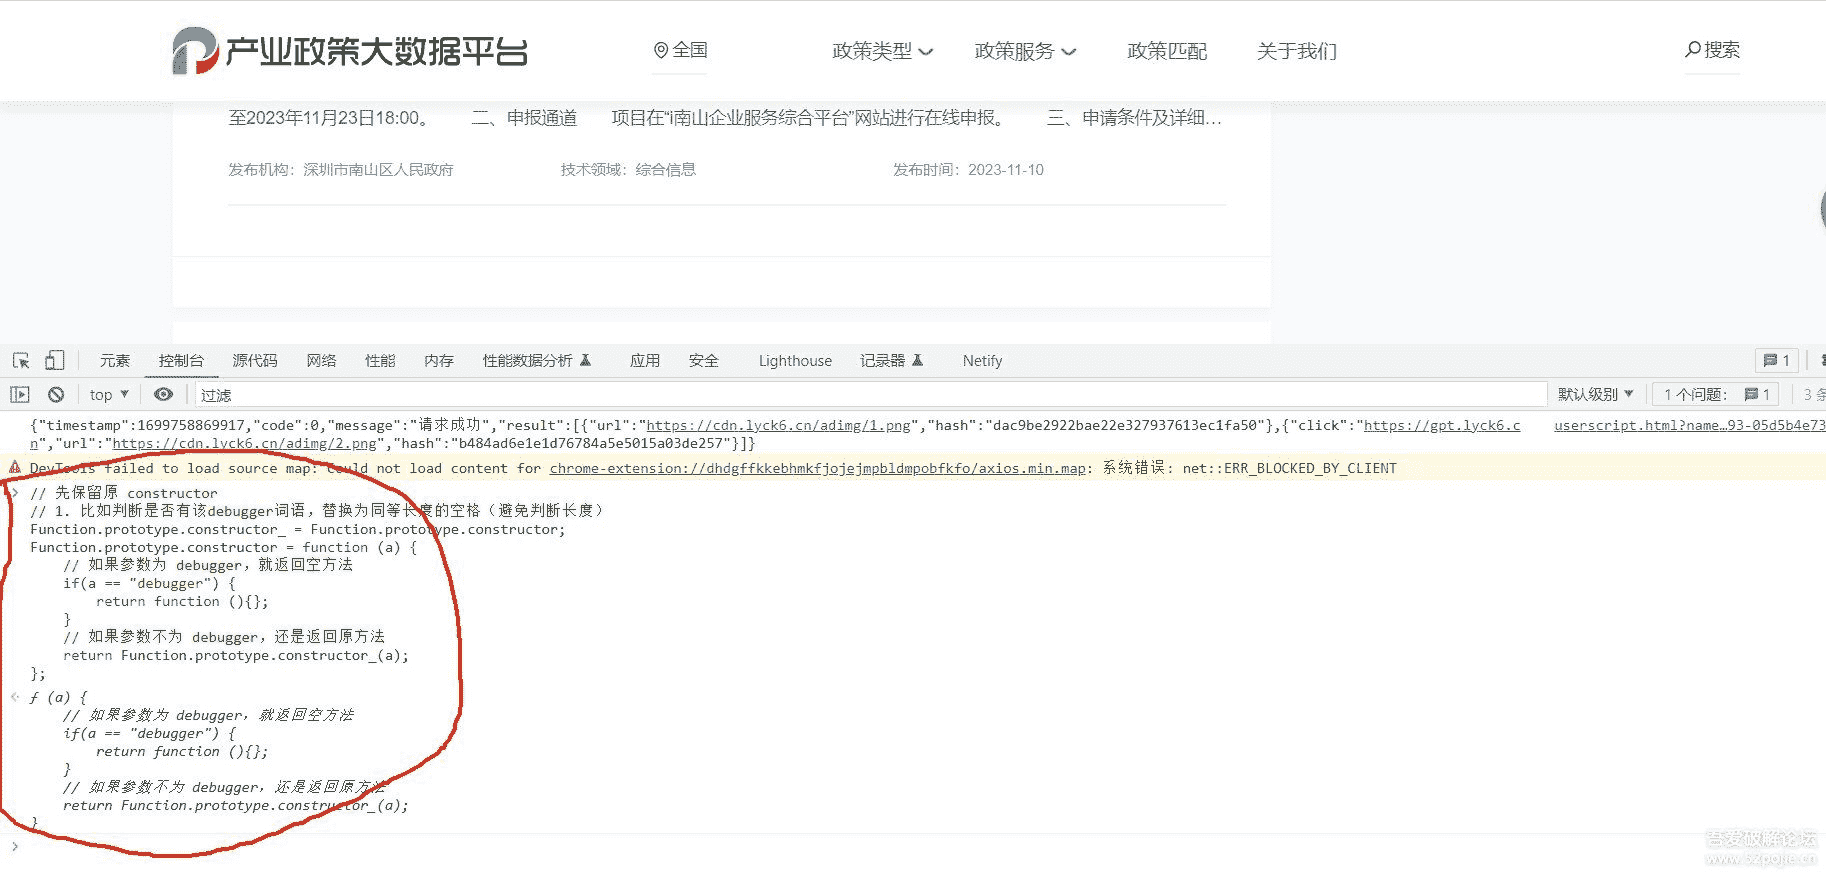 产业政策大数据平台
全国
政策类型
政策服务
政策匹配
关于我们
搜索
至2023年11月23日18:00。 二、申报通道 项目在“i南山企业服务综合平台”网站进行在线申报。 三、申请条件及详细…
发布机构：深圳市南山区人民政府 技术领域：综合信息 发布时间：2023-11-10
元素 控制台 源代码 网络 性能 内存 性能数据分析 应用 安全 Lighthouse 记录器 Netify 1
top 过滤 默认级别 1 个问题： 1 3 条
{"timestamp":1699758869917,"code":0,"message":"请求成功","result":[{"url":"https://cdn.lyck6.cn/adimg/1.png","hash":"dac9be2922bae22e327937613ec1fa50"},{"click":"https://gpt.lyck6.c userscript.html?name…93-05d5b4e73
n","url":"https://cdn.lyck6.cn/adimg/2.png","hash":"b484ad6e1e1d76784a5e5015a03de257"}]}
DevTools failed to load source map: Could not load content for chrome-extension://dhdgffkkebhmkfjojejmpbldmpobfkfo/axios.min.map: 系统错误: net::ERR_BLOCKED_BY_CLIENT
// 先保留原 constructor
// 1. 比如判断是否有该debugger词语，替换为同等长度的空格（避免判断长度）
Function.prototype.constructor_ = Function.prototype.constructor;
Function.prototype.constructor = function (a) {
// 如果参数为 debugger，就返回空方法
if(a == "debugger") {
return function (){};
}
// 如果参数不为 debugger，还是返回原方法
return Function.prototype.constructor_(a);
};
ƒ (a) {
// 如果参数为 debugger，就返回空方法
if(a == "debugger") {
return function (){};
}
// 如果参数不为 debugger，还是返回原方法
return Function.prototype.constructor_(a);
}
吾爱破解论坛
www.52pojie.cn